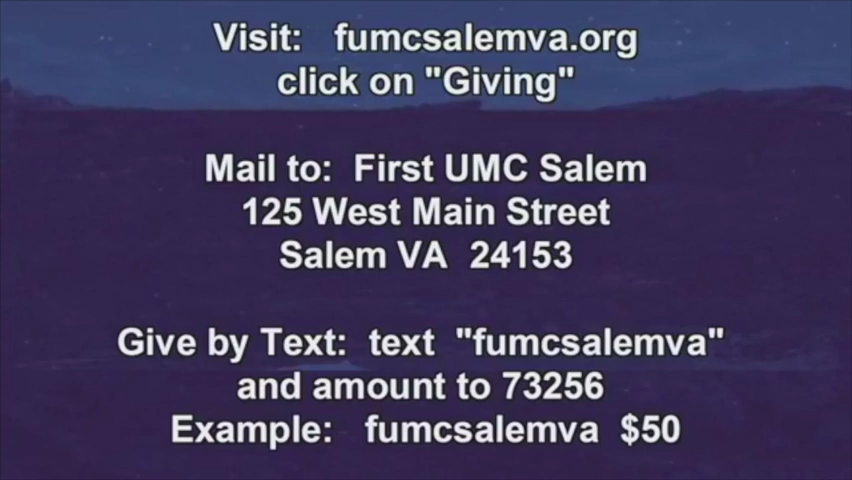 Visit: fumcsalemva.org
click on "Giving"
Mail to: First UMC Salem
125 West Main Street
Salem VA 24153
Give by Text: text "fumcsalemva"
and amount to 73256
Example: fumcsalemva $50